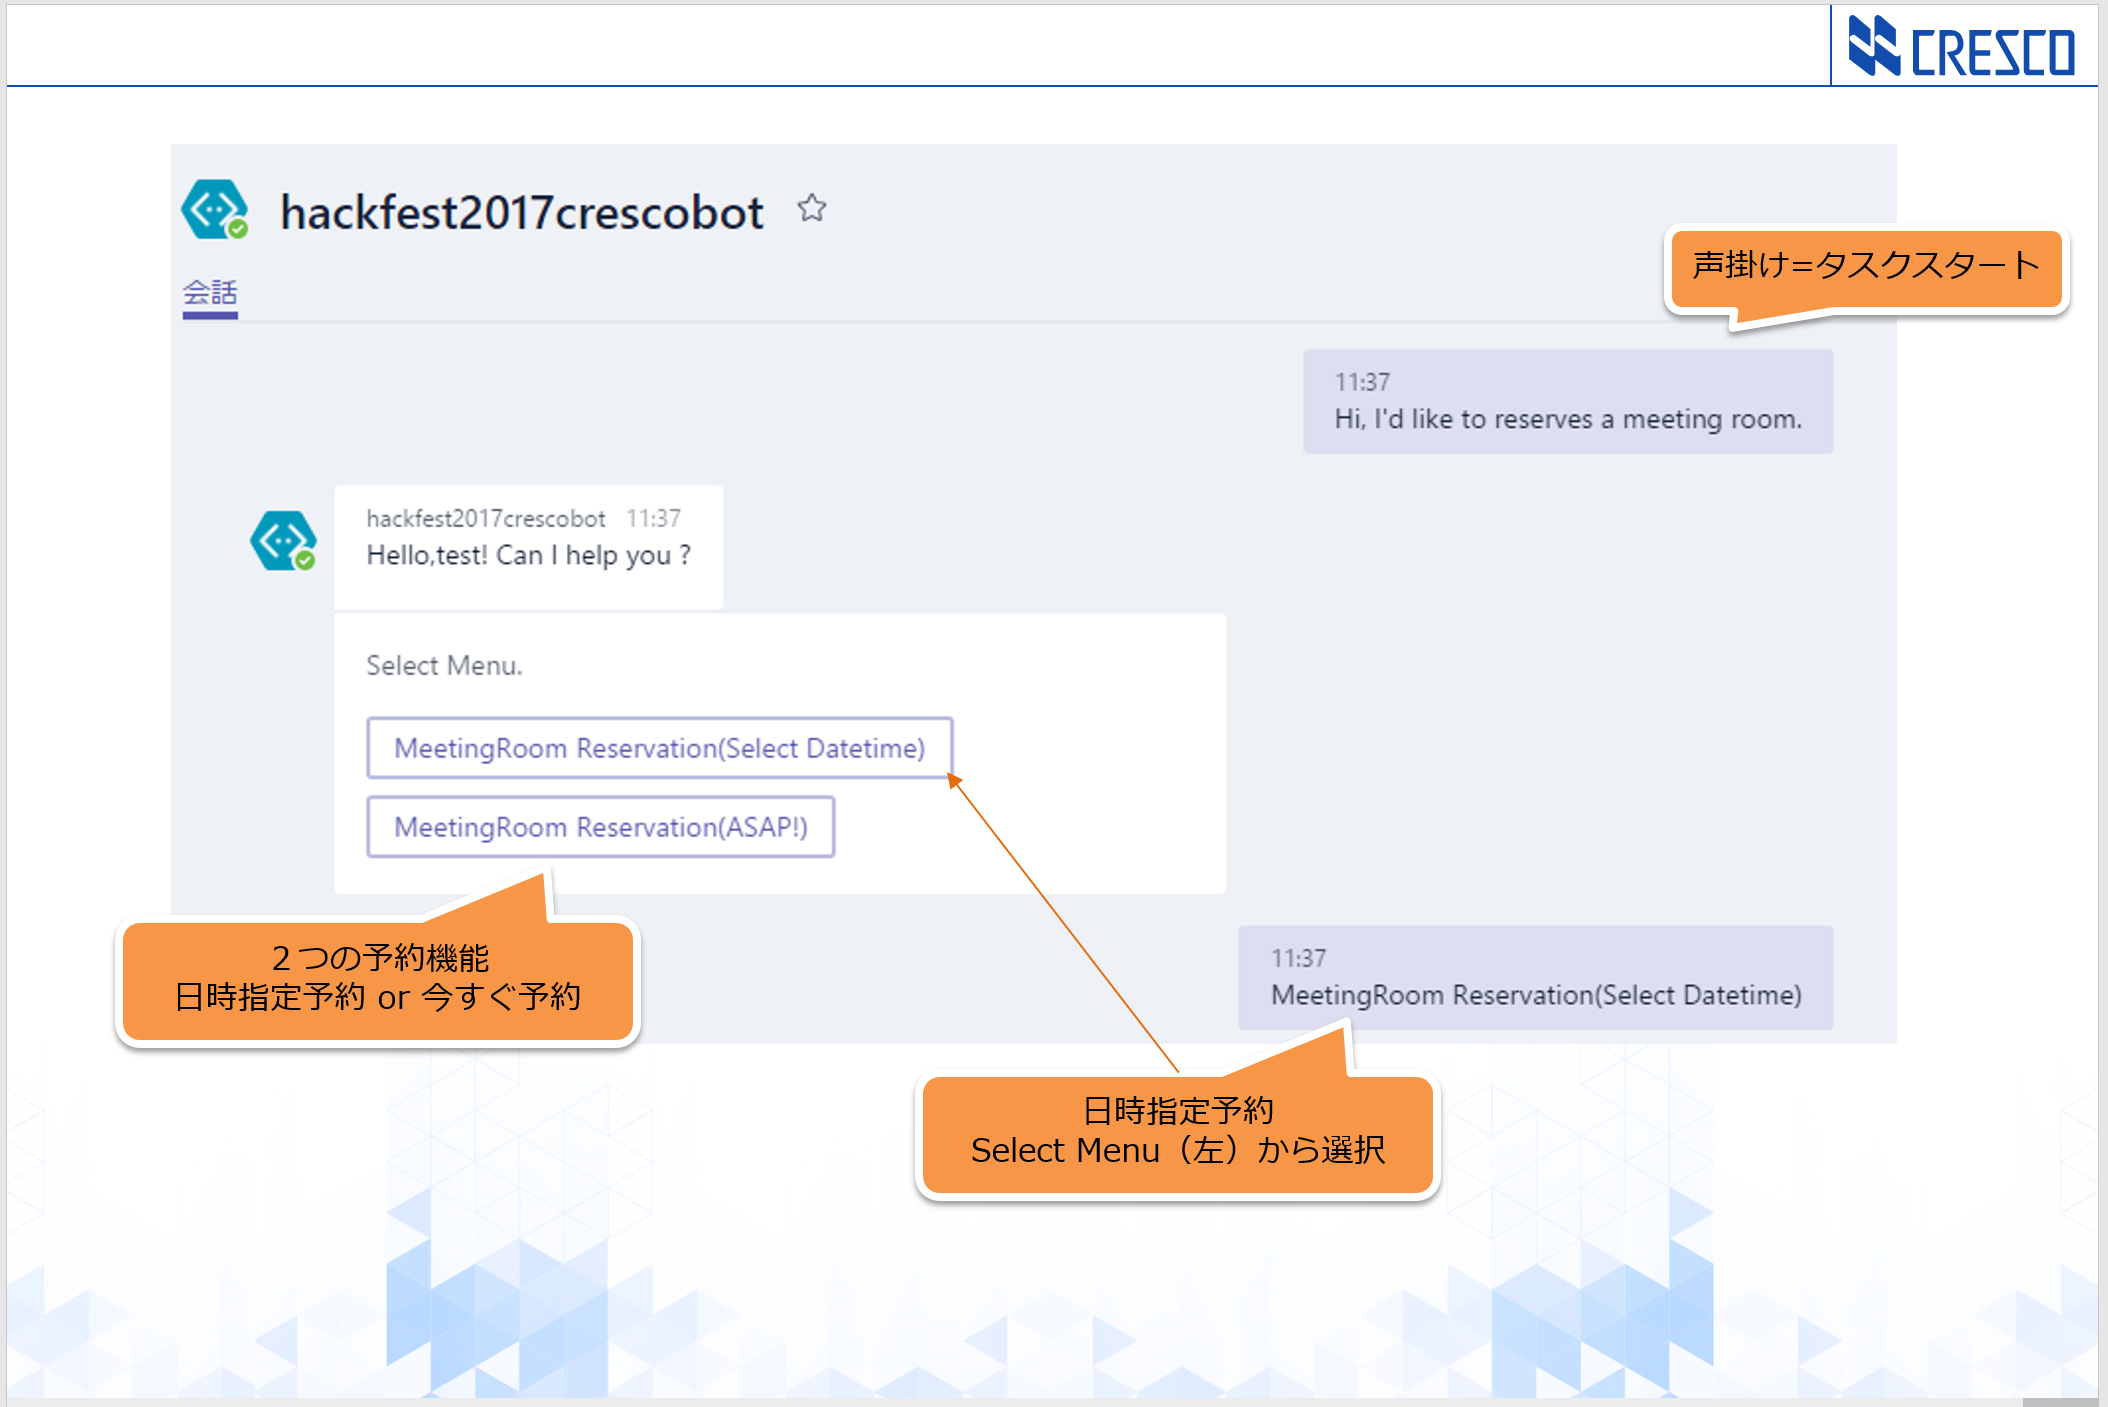 CRESCO
hackfest2017crescobot
会話
声掛け=タスクスタート
11:37
Hi, I'd like to reserves a meeting room.
hackfest2017crescobot 11:37
Hello,test! Can I help you ?
Select Menu.
MeetingRoom Reservation(Select Datetime)
MeetingRoom Reservation(ASAP!)
２つの予約機能
日時指定予約 or 今すぐ予約
11:37
MeetingRoom Reservation(Select Datetime)
日時指定予約
Select Menu（左）から選択